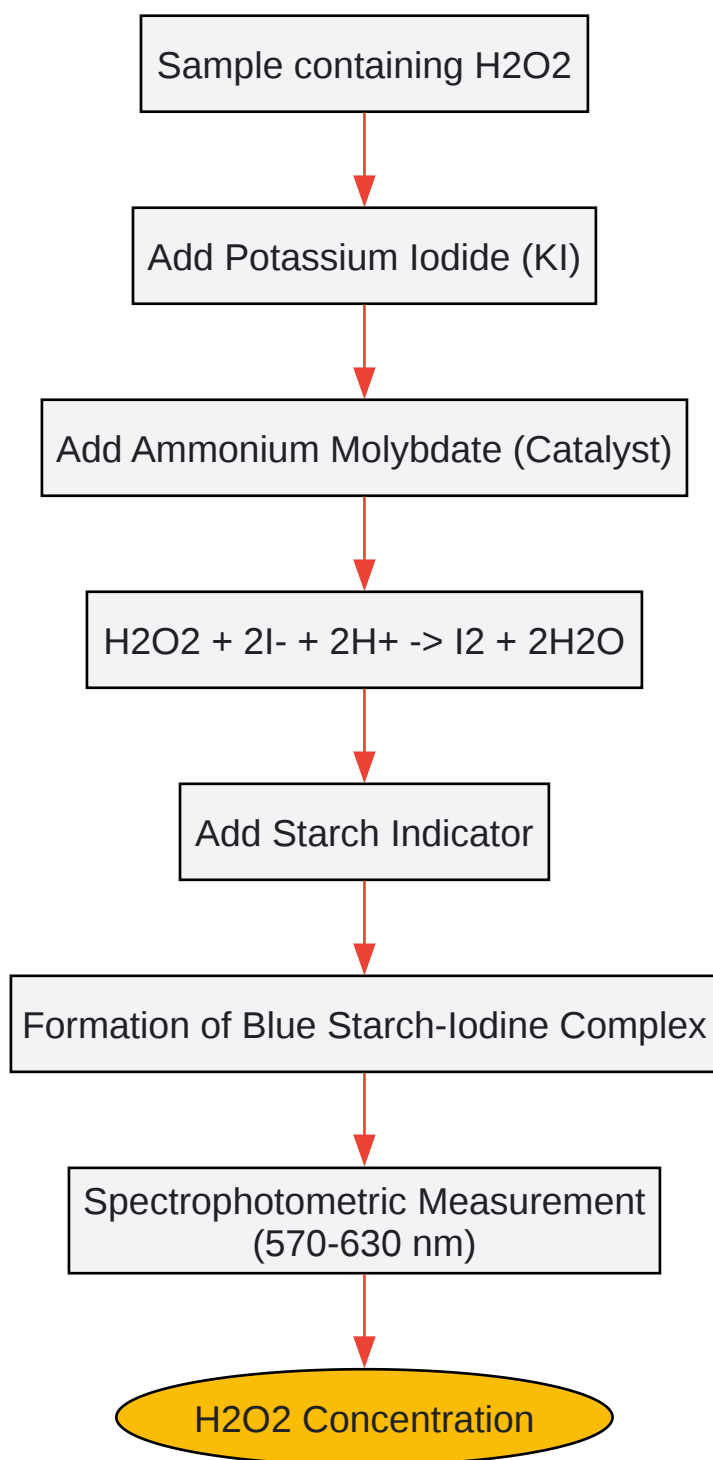 Sample containing H2O2
Add Potassium Iodide (KI)
Add Ammonium Molybdate (Catalyst)
H2O2 + 2I- + 2H+ -> I2 + 2H2O
Add Starch Indicator
Formation of Blue Starch-Iodine Complex
Spectrophotometric Measurement
(570-630 nm)
H2O2 Concentration